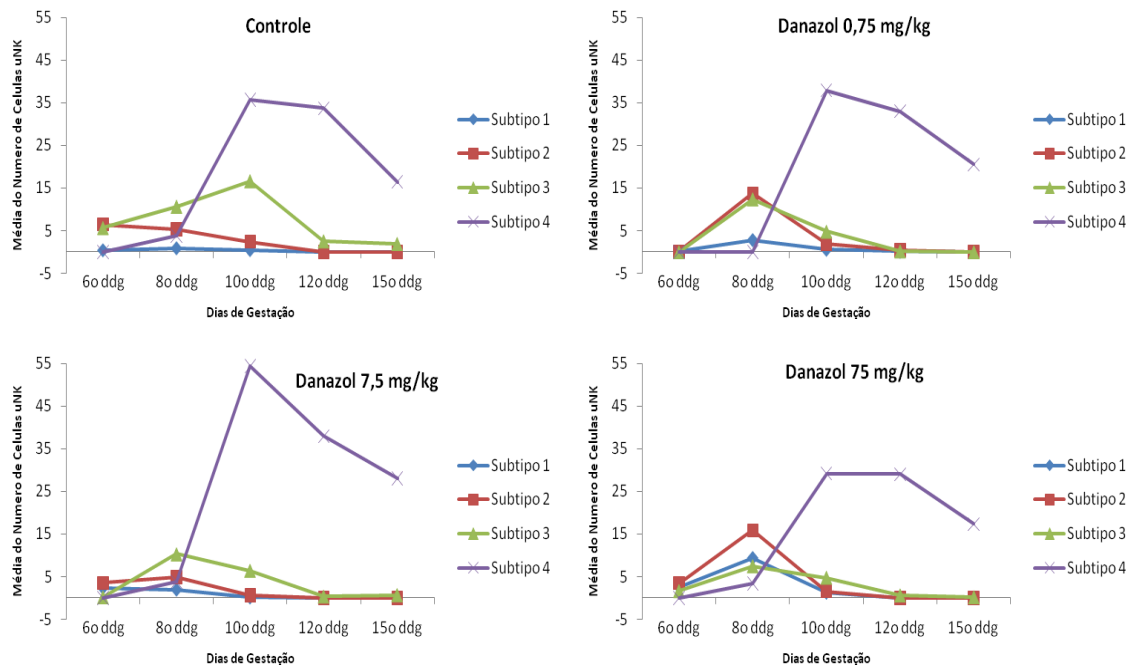 Controle
Média do Numero de Celulas uNK
55
45
35
25
15
5
-5
6o ddg 8o ddg 10o ddg 12o ddg 15o ddg
Dias de Gestação
Subtipo 1
Subtipo 2
Subtipo 3
Subtipo 4
Danazol 0,75 mg/kg
Média do Numero de Celulas uNK
55
45
35
25
15
5
-5
6o ddg 8o ddg 10o ddg 12o ddg 15o ddg
Dias de Gestação
Subtipo 1
Subtipo 2
Subtipo 3
Subtipo 4
Danazol 7,5 mg/kg
Média do Numero de Celulas uNK
55
45
35
25
15
5
-5
6o ddg 8o ddg 10o ddg 12o ddg 15o ddg
Dias de Gestação
Subtipo 1
Subtipo 2
Subtipo 3
Subtipo 4
Danazol 75 mg/kg
Média do Numero de Celulas uNK
55
45
35
25
15
5
-5
6o ddg 8o ddg 10o ddg 12o ddg 15o ddg
Dias de Gestação
Subtipo 1
Subtipo 2
Subtipo 3
Subtipo 4